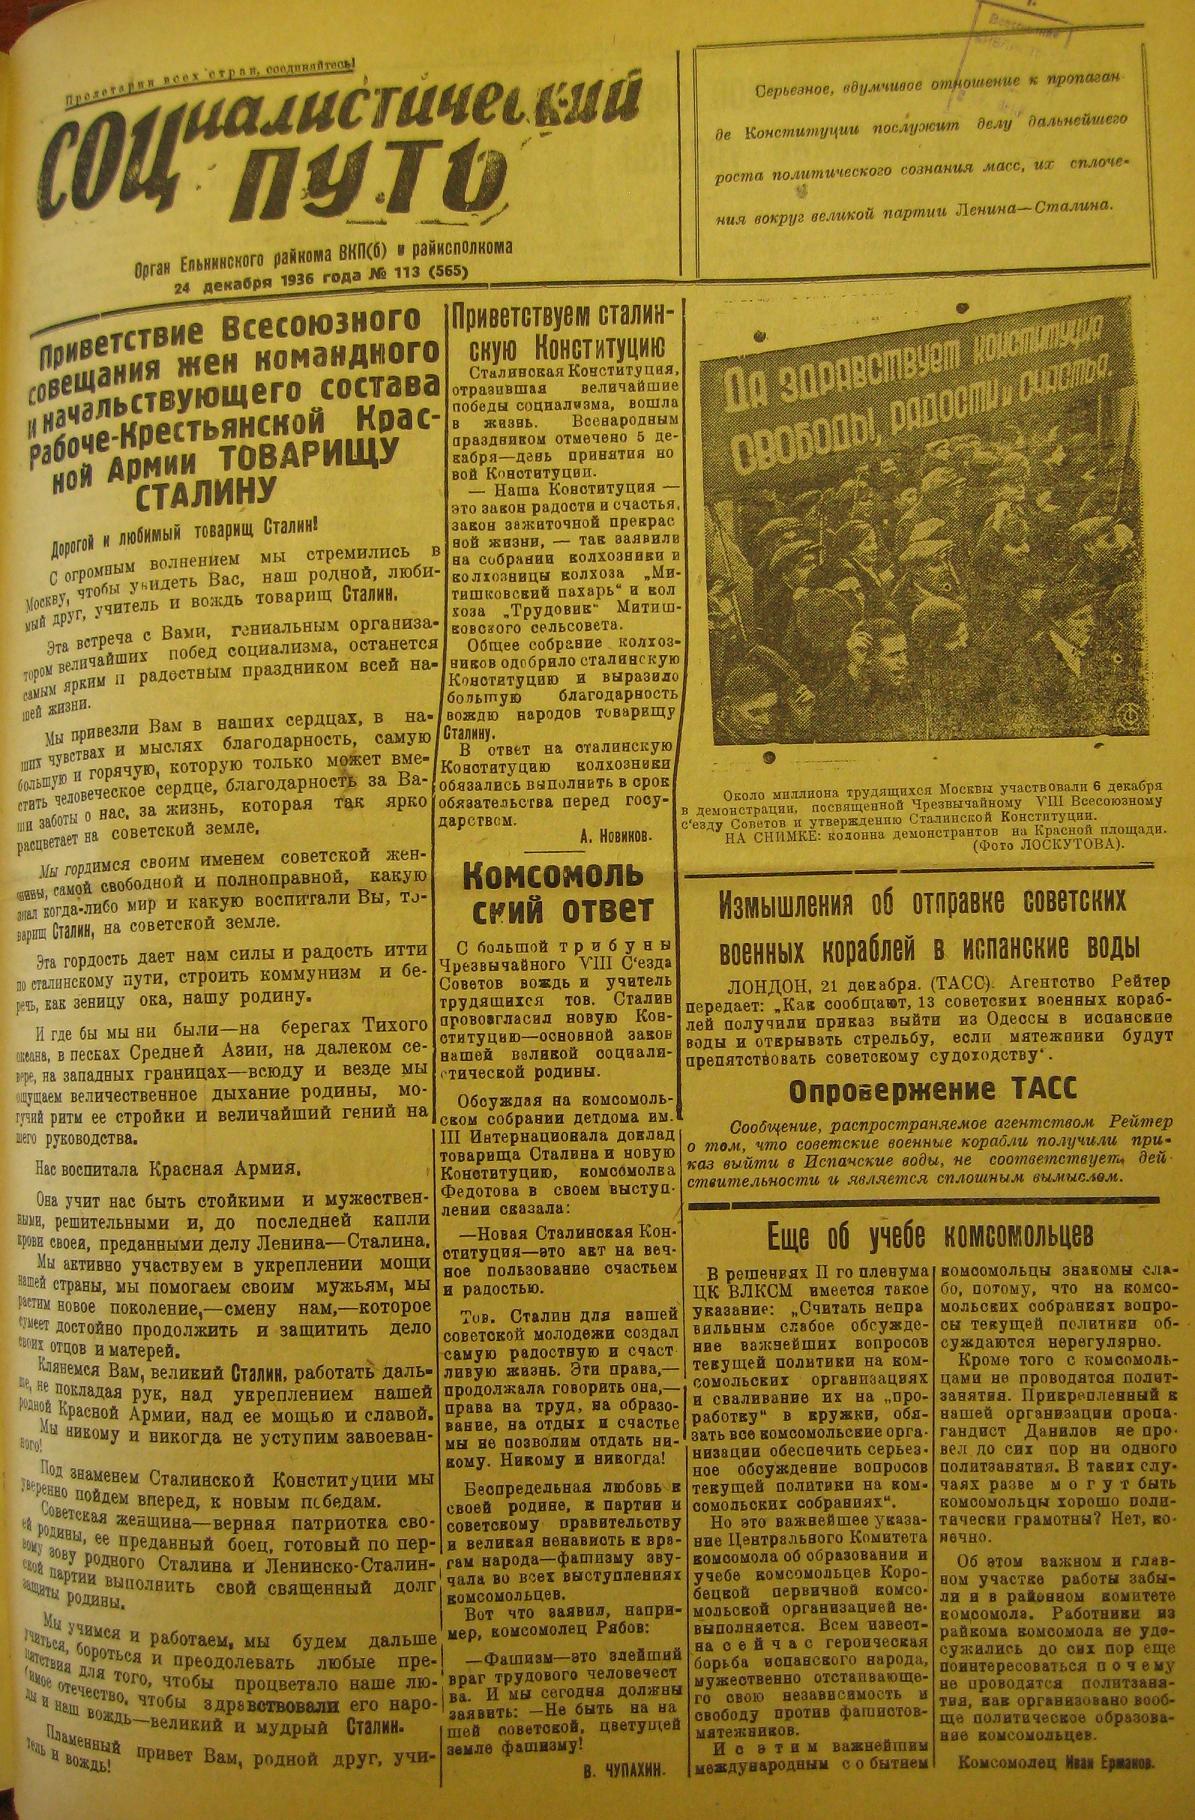 Пролетарии всех стран, соединяйтесь!
СОЦиалистический
ПУТЬ
Орган Ельнинского райкома ВКП(б) и райисполкома
24 декабря 1936 года № 113 (565)
Серьезное, вдумчивое отношение к пропаган
де Конституции послужит делу дальнейшего
роста политического сознания масс, их сплоче-
ния вокруг великой партии Ленина—Сталина.
Приветствие Всесоюзного
совещания жен командного
и начальствующего состава
Рабоче-Крестьянской Крас-
ной Армии ТОВАРИЩУ
СТАЛИНУ
Дорогой и любимый товарищ Сталин!
С огромным волнением мы стремились в
Москву, чтобы увидеть Вас, наш родной, люби-
мый друг, учитель и вождь товарищ Сталин.
Эта встреча с Вами, гениальным организа-
тором величайших побед социализма, останется
самым ярким и радостным праздником всей на-
шей жизни.
Мы привезли Вам в наших сердцах, в на-
ших чувствах и мыслях благодарность, самую
большую и горячую, которую только может вме-
стить человеческое сердце, благодарность за Ва-
ши заботы о нас, за жизнь, которая так ярко
расцветает на советской земле.
Мы гордимся своим именем советской жен-
щины, самой свободной и полноправной, какую
знал когда-либо мир и какую воспитали Вы, то-
варищ Сталин, на советской земле.
Эта гордость дает нам силы и радость итти
по сталинскому пути, строить коммунизм и бе-
речь, как зеницу ока, нашу родину.
И где бы мы ни были—на берегах Тихого
океана, в песках Средней Азии, на далеком се-
вере, на западных границах—всюду и везде мы
ощущаем величественное дыхание родины, мо-
гучий ритм ее стройки и величайший гений на
шего руководства.
Нас воспитала Красная Армия.
Она учит нас быть стойкими и мужествен-
ными, решительными и, до последней капли
крови своей, преданными делу Ленина—Сталина.
Мы активно участвуем в укреплении мощи
нашей страны, мы помогаем своим мужьям, мы
растим новое поколение,—смену нам,—которое
сумеет достойно продолжить и защитить дело
своих отцов и матерей.
Клянемся Вам, великий Сталин, работать даль-
ше, не покладая рук, над укреплением нашей
родной Красной Армии, над ее мощью и славой.
Мы никому и никогда не уступим завоеван-
ного!
Под знаменем Сталинской Конституции мы
уверенно пойдем вперед, к новым победам.
Советская женщина—верная патриотка сво-
ей родины, ее преданный боец, готовый по пер-
вому зову родного Сталина и Ленинско-Сталин-
ской партии выполнить свой священный долг
защиты родины.
Мы учимся и работаем, мы будем дальше
учиться, бороться и преодолевать любые пре-
пятствия для того, чтобы процветало наше лю-
бимое отечество, чтобы здравствовали его наро-
ды и наш вождь—великий и мудрый Сталин.
Пламенный привет Вам, родной друг, учи-
тель и вождь!
Приветствуем сталин-
скую Конституцию
Сталинская Конституция,
отразившая величайшие
победы социализма, вошла
в жизнь. Всенародным
праздником отмечено 5 де-
кабря—день принятия но
вой Конституции.
— Наша Конституция —
это закон радости и счастья,
закон зажиточной прекрас
ной жизни, — так заявили
на собрании колхозники и
колхозницы колхоза „Ми-
тишковский пахарь" и кол
хоза „Трудовик" Митиш-
ковского сельсовета.
Общее собрание колхоз-
ников одобрило сталинскую
Конституцию и выразило
большую благодарность
вождю народов товарищу
Сталину.
В ответ на сталинскую
Конституцию колхозники
обязались выполнить в срок
обязательства перед госу-
дарством.
А. Новиков.
Комсомоль
ский ответ
С большой трибуны
Чрезвычайного VIII С'езда
Советов вождь и учитель
трудящихся тов. Сталин
провозгласил новую Кон-
ституцию—основной закон
нашей великой социали-
стической родины.
Обсуждая на комсомоль-
ском собрании детдома им.
III Интернационала доклад
товарища Сталина и новую
Конституцию, комсомолка
Федотова в своем выступ-
лении сказала:
—Новая Сталинская Кон-
ституция—это акт на веч-
ное пользование счастьем
и радостью.
Тов. Сталин для нашей
советской молодежи создал
самую радостную и счаст
ливую жизнь. Эти права,—
продолжала говорить она,—
права на труд, на образо-
вание, на отдых и счастье
мы не позволим отдать ни-
кому. Никому и никогда!
Беспредельная любовь к
своей родине, к партии и
советскому правительству
и великая ненависть к вра-
гам народа—фашизму зву-
чала во всех выступлениях
комсомольцев.
Вот что заявил, напри-
мер, комсомолец Рябов:
—Фашизм—это злейший
враг трудового человечест
ва. И мы сегодня должны
заявить: —Не быть на на
шей советской, цветущей
земле фашизму!
В. ЧУПАХИН.
ДА ЗДРАВСТВУЕТ КОНСТИТУЦИЯ
СВОБОДЫ, РАДОСТИ И СЧАСТЬЯ.
Около миллиона трудящихся Москвы участвовали 6 декабря
в демонстрации, посвященной Чрезвычайному VIII Всесоюзному
с'езду Советов и утверждению Сталинской Конституции.
НА СНИМКЕ: колонна демонстрантов на Красной площади.
(Фото ЛОСКУТОВА).
Измышления об отправке советских
военных кораблей в испанские воды
ЛОНДОН, 21 декабря. (ТАСС). Агентство Рейтер
передает: „Как сообщают, 13 советских военных кораб-
лей получили приказ выйти из Одессы в испанские
воды и открывать стрельбу, если мятежники будут
препятствовать советскому судоходству".
Опровержение ТАСС
Сообщение, распространяемое агентством Рейтер
о том, что советские военные корабли получили при-
каз выйти в Испанские воды, не соответствует дей
ствительности и является сплошным вымыслом.
Еще об учебе комсомольцев
В решениях II го пленума
ЦК ВЛКСМ имеется такое
указание: „Считать непра
вильным слабое обсужде-
ние важнейших вопросов
текущей политики на ком-
сомольских организациях
и сваливание их на „про-
работку" в кружки, обя-
зать все комсомольские орга-
низации обеспечить серьез-
ное обсуждение вопросов
текущей политики на ком-
сомольских собраниях".
Но это важнейшее указа-
ние Центрального Комитета
комсомола об образовании и
учебе комсомольцев Коро-
бецкой первичной комсо-
мольской организацией не-
выполняется. Всем извест-
на сейчас героическая
борьба испанского народа,
мужественно отстаивающе-
го свою независимость и
свободу против фашистов-
мятежников.
И с этим важнейшим
международным событием
комсомольцы знакомы сла-
бо, потому, что на комсо-
мольских собраниях вопро-
сы текущей политики об-
суждаются нерегулярно.
Кроме того с комсомоль-
цами не проводятся полит-
занятия. Прикрепленный к
нашей организации пропа-
гандист Данилов не про-
вел до сих пор ни одного
политзанятия. В таких слу-
чаях разве могут быть
комсомольцы хорошо поли-
тически грамотны? Нет, ко-
нечно.
Об этом важном и глав-
ном участке работы забы-
ли и в районном комитете
комсомола. Работники из
райкома комсомола не удо-
сужились до сих пор еще
поинтересоваться почему
не проводятся политзаня-
тия, как организовано вооб-
ще политическое образова-
ние комсомольцев.
Комсомолец Иван Ермаков.